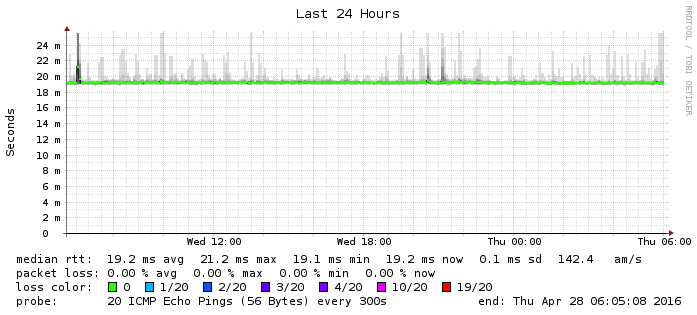 Last 24 Hours
RRDTOOL / TOBI OETIKER
Seconds
24 m
22 m
20 m
18 m
16 m
14 m
12 m
10 m
8 m
6 m
4 m
2 m
0
Wed 12:00 Wed 18:00 Thu 00:00 Thu 06:00
median rtt: 19.2 ms avg 21.2 ms max 19.1 ms min 19.2 ms now 0.1 ms sd 142.4 am/s
packet loss: 0.00 % avg 0.00 % max 0.00 % min 0.00 % now
loss color: 0 1/20 2/20 3/20 4/20 10/20 19/20
probe: 20 ICMP Echo Pings (56 Bytes) every 300s end: Thu Apr 28 06:05:08 2016